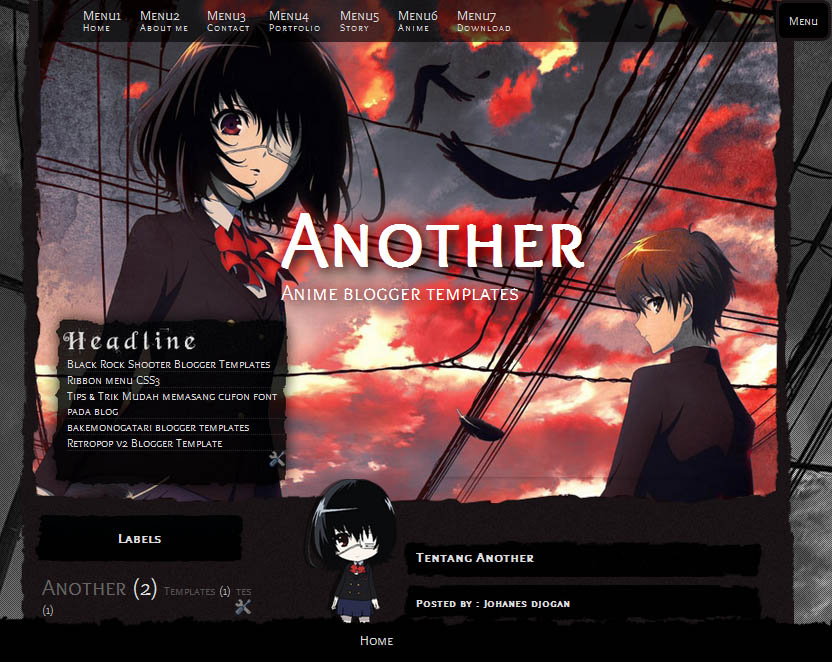 Menu1 Menu2 Menu3 Menu4 Menu5 Menu6 Menu7
Home About me Contact Portfolio Story Anime Download
Menu
Another
Anime blogger templates
Headline
Black Rock Shooter Blogger Templates
Ribbon menu CSS3
Tips & Trik Mudah memasang cufon font
pada blog
bakemonogatari blogger templates
Retropop v2 Blogger Template
Labels
Another (2) Templates (1) tes
(1)
Tentang Another
Posted by : Johanes djogan
Home